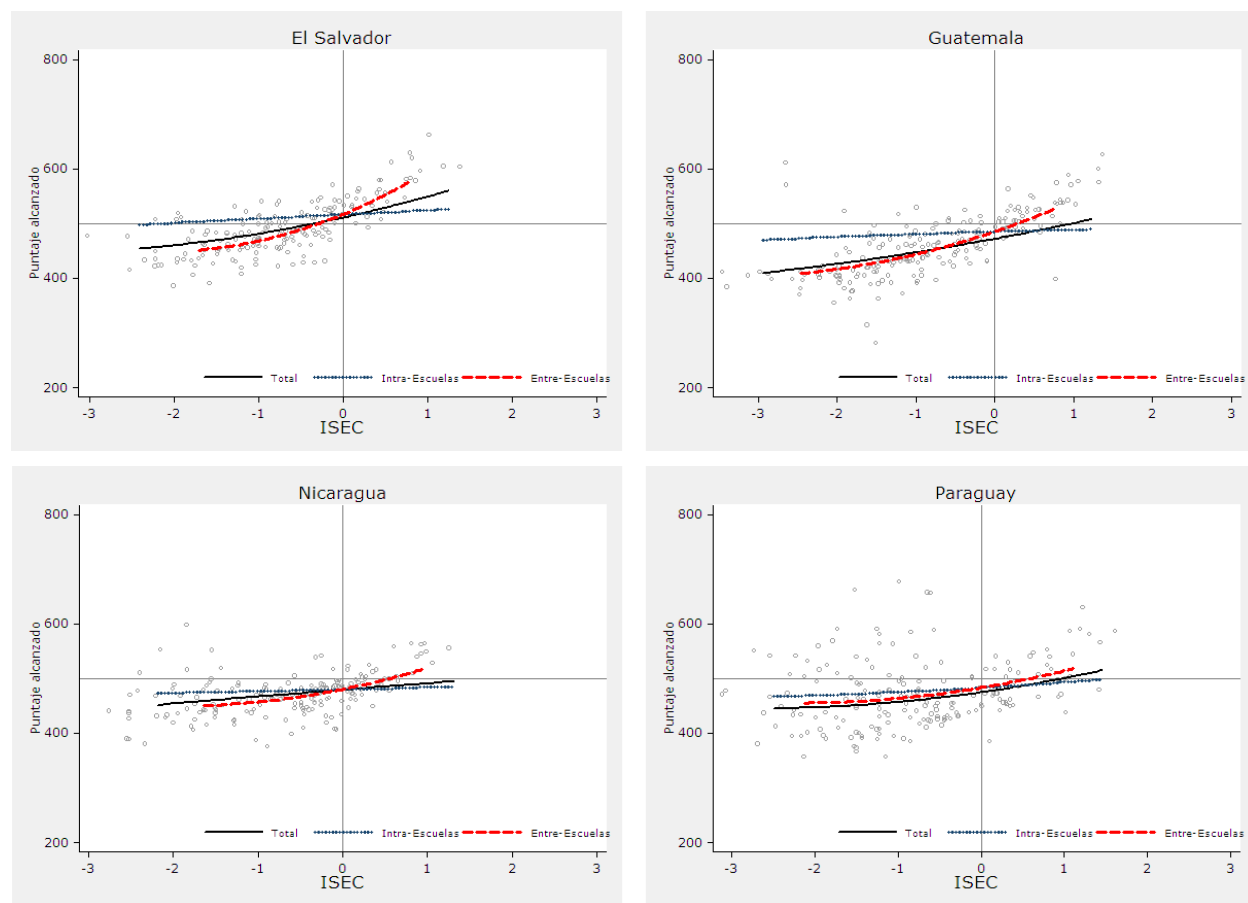 El Salvador
800
600
400
200
Puntaje alcanzado
Total Intra-Escuelas Entre-Escuelas
-3 -2 -1 0 1 2 3
ISEC
Guatemala
800
600
400
200
Puntaje alcanzado
Total Intra-Escuelas Entre-Escuelas
-3 -2 -1 0 1 2 3
ISEC
Nicaragua
800
600
400
200
Puntaje alcanzado
Total Intra-Escuelas Entre-Escuelas
-3 -2 -1 0 1 2 3
ISEC
Paraguay
800
600
400
200
Puntaje alcanzado
Total Intra-Escuelas Entre-Escuelas
-3 -2 -1 0 1 2 3
ISEC